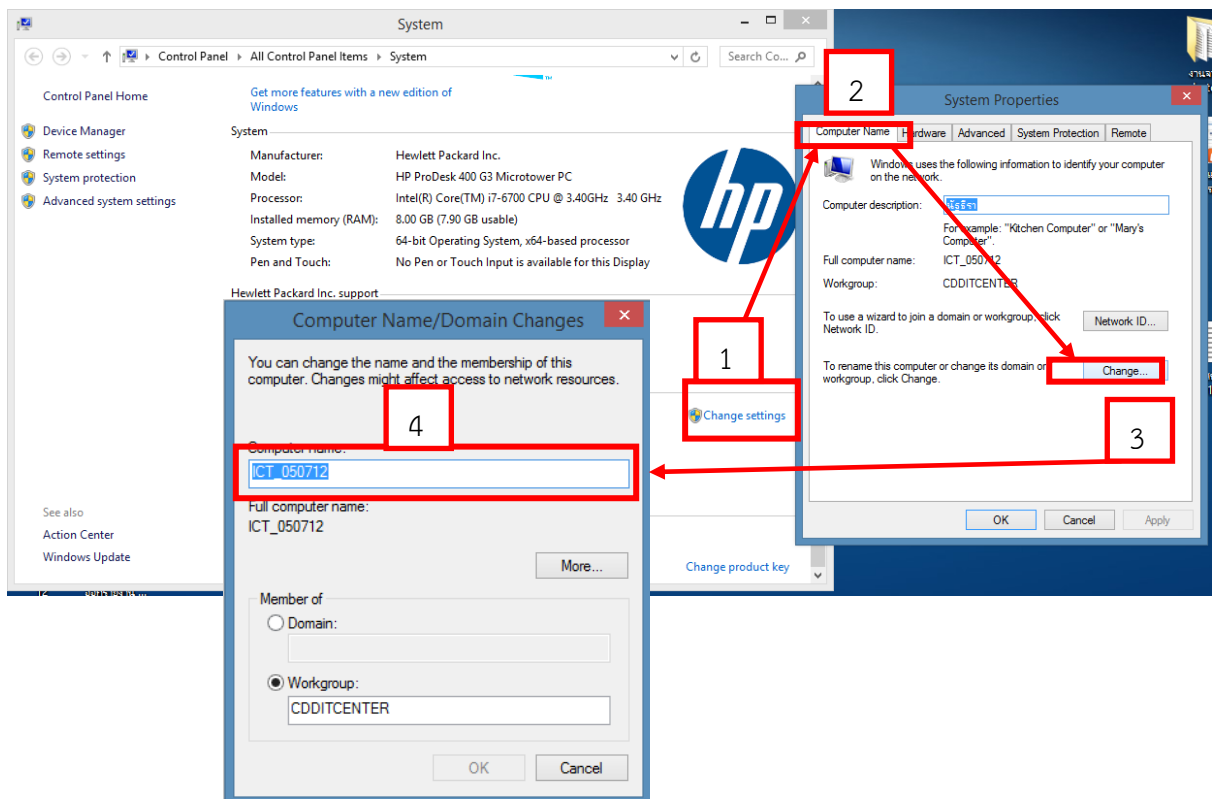 System
Control Panel
All Control Panel Items
System
Search Co...
Control Panel Home
Device Manager
Remote settings
System protection
Advanced system settings
See also
Action Center
Windows Update
Get more features with a new edition of
Windows
System
Manufacturer: Hewlett Packard Inc.
Model: HP ProDesk 400 G3 Microtower PC
Processor: Intel(R) Core(TM) i7-6700 CPU @ 3.40GHz 3.40 GHz
Installed memory (RAM): 8.00 GB (7.90 GB usable)
System type: 64-bit Operating System, x64-based processor
Pen and Touch: No Pen or Touch Input is available for this Display
hp
Hewlett Packard Inc. support
1
Change settings
Change product key
2
System Properties
Computer Name Hardware Advanced System Protection Remote
Windows uses the following information to identify your computer
on the network.
Computer description:
For example: "Kitchen Computer" or "Mary's
Computer".
Full computer name: ICT_050712
Workgroup: CDDITCENTER
To use a wizard to join a domain or workgroup, click
Network ID.
Network ID...
To rename this computer or change its domain or
workgroup, click Change.
Change...
3
OK Cancel Apply
Computer Name/Domain Changes
You can change the name and the membership of this
computer. Changes might affect access to network resources.
4
Computer name:
ICT_050712
Full computer name:
ICT_050712
More...
Member of
Domain:
Workgroup:
CDDITCENTER
OK Cancel